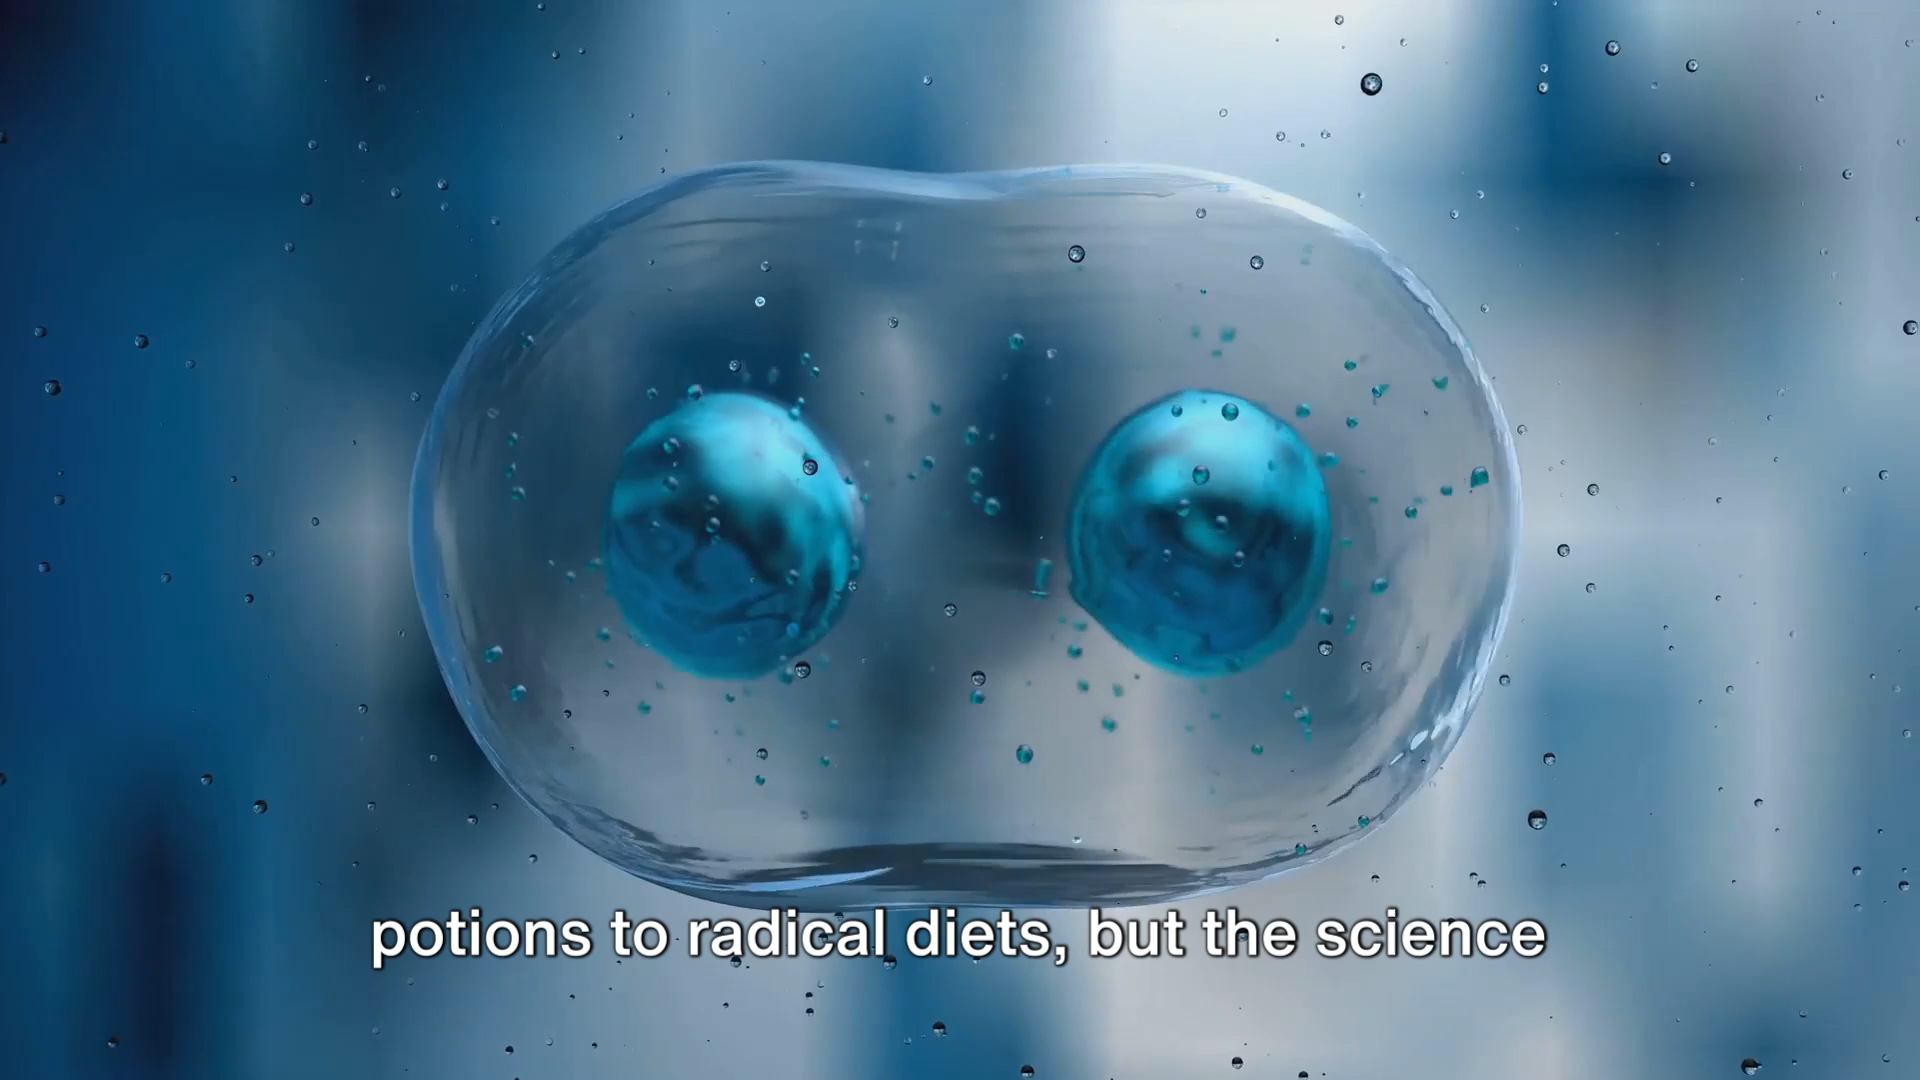 potions to radical diets, but the science